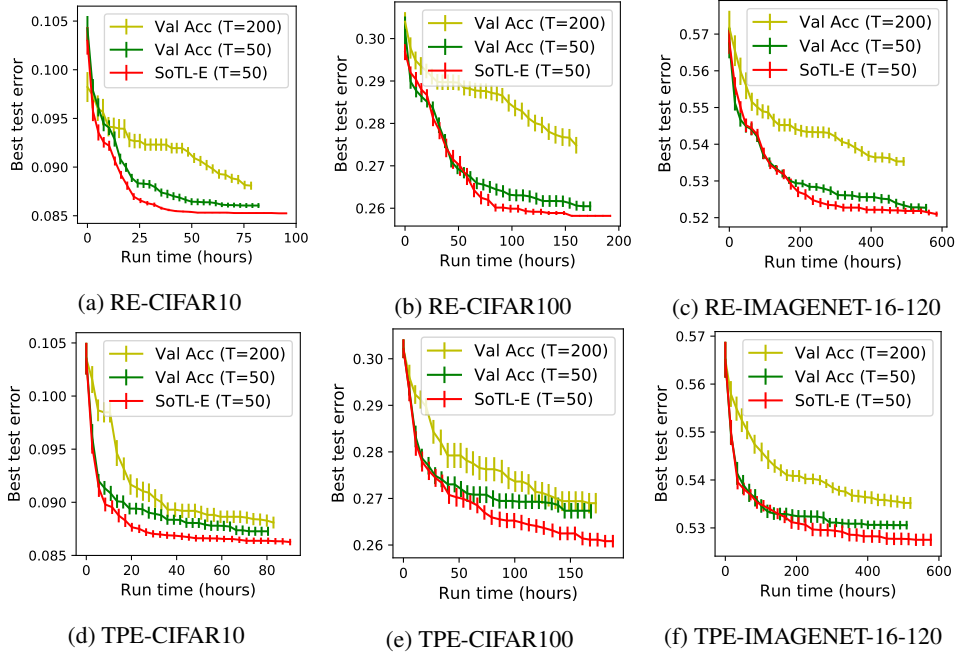 0.105
0.100
0.095
0.090
0.085
Best test error
Val Acc (T=200)
Val Acc (T=50)
SoTL-E (T=50)
0 25 50 75 100
Run time (hours)
(a) RE-CIFAR10
0.30
0.29
0.28
0.27
0.26
Best test error
Val Acc (T=200)
Val Acc (T=50)
SoTL-E (T=50)
0 50 100 150 200
Run time (hours)
(b) RE-CIFAR100
0.57
0.56
0.55
0.54
0.53
0.52
Best test error
Val Acc (T=200)
Val Acc (T=50)
SoTL-E (T=50)
0 200 400 600
Run time (hours)
(c) RE-IMAGENET-16-120
0.105
0.100
0.095
0.090
0.085
Best test error
Val Acc (T=200)
Val Acc (T=50)
SoTL-E (T=50)
0 20 40 60 80
Run time (hours)
(d) TPE-CIFAR10
0.30
0.29
0.28
0.27
0.26
Best test error
Val Acc (T=200)
Val Acc (T=50)
SoTL-E (T=50)
0 50 100 150
Run time (hours)
(e) TPE-CIFAR100
0.57
0.56
0.55
0.54
0.53
Best test error
Val Acc (T=200)
Val Acc (T=50)
SoTL-E (T=50)
0 200 400 600
Run time (hours)
(f) TPE-IMAGENET-16-120